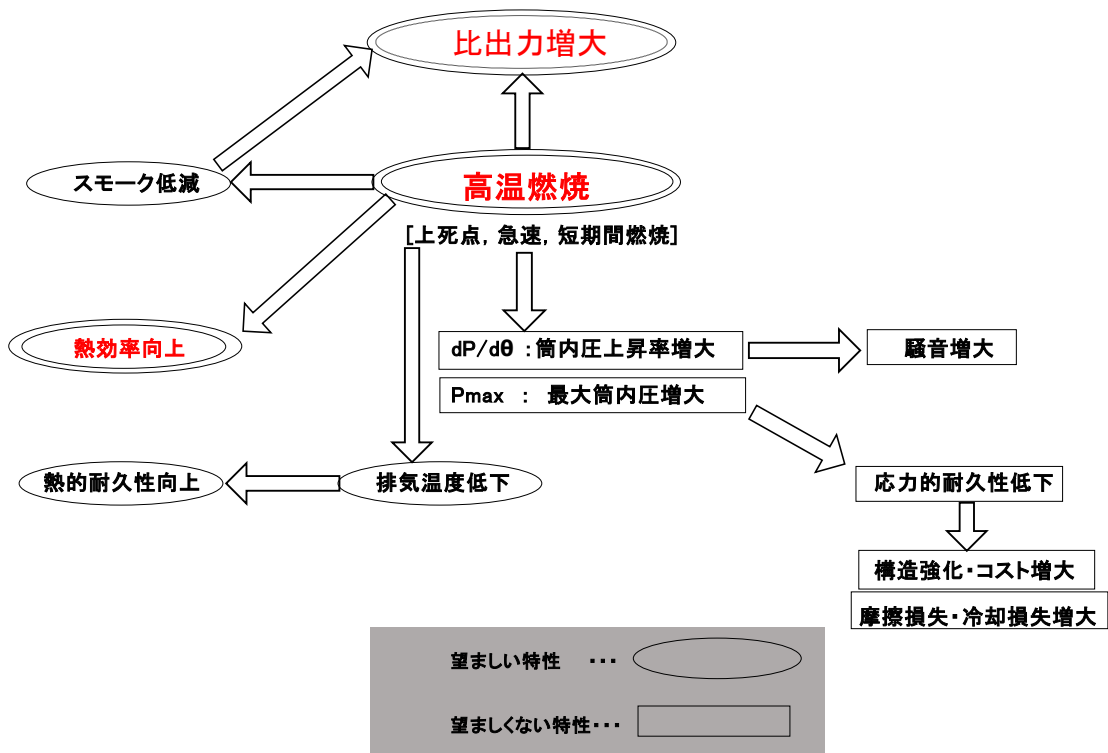 比出力増大
スモーク低減
高温燃焼
[上死点, 急速, 短期間燃焼]
熱効率向上
dP/dθ :筒内圧上昇率増大
騒音増大
Pmax : 最大筒内圧増大
熱的耐久性向上
排気温度低下
応力的耐久性低下
構造強化・コスト増大
摩擦損失・冷却損失増大
望ましい特性 ・・・
望ましくない特性・・・